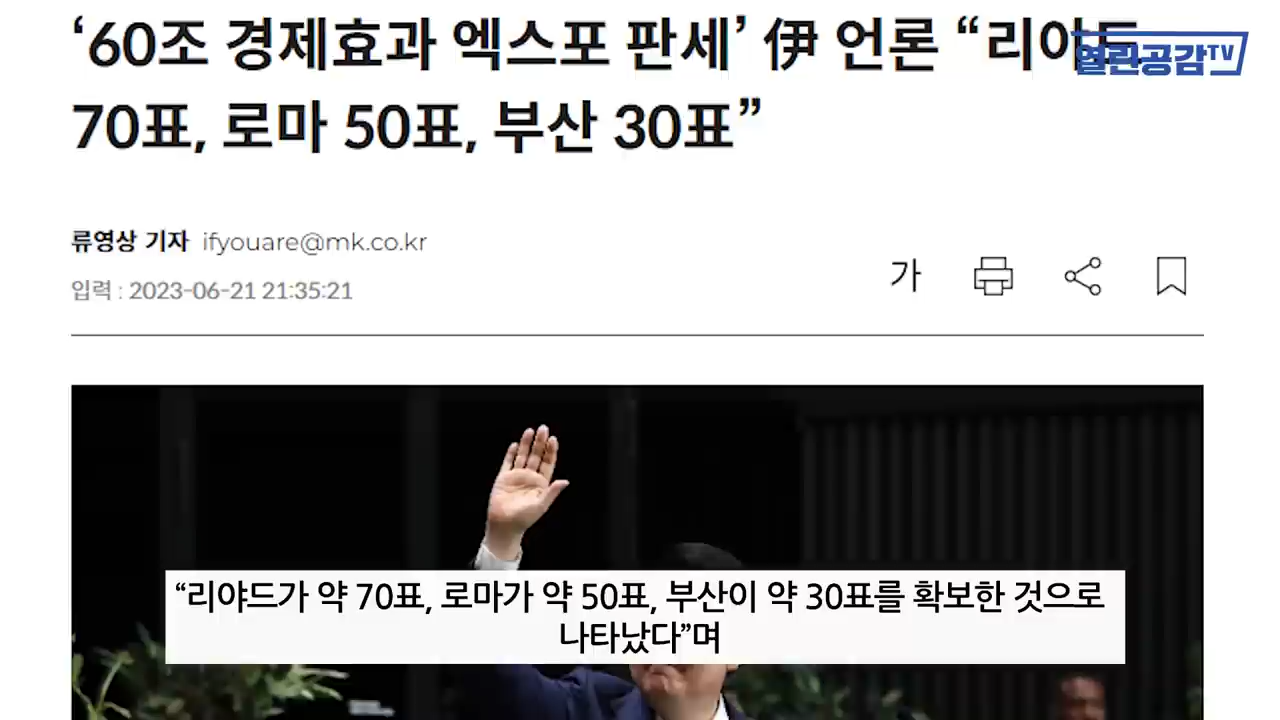 ‘60조 경제효과 엑스포 판세’ 伊 언론 “리야드
열린공감TV
70표, 로마 50표, 부산 30표”
류영상 기자 ifyouare@mk.co.kr
입력 : 2023-06-21 21:35:21
가
“리야드가 약 70표, 로마가 약 50표, 부산이 약 30표를 확보한 것으로
나타났다”며